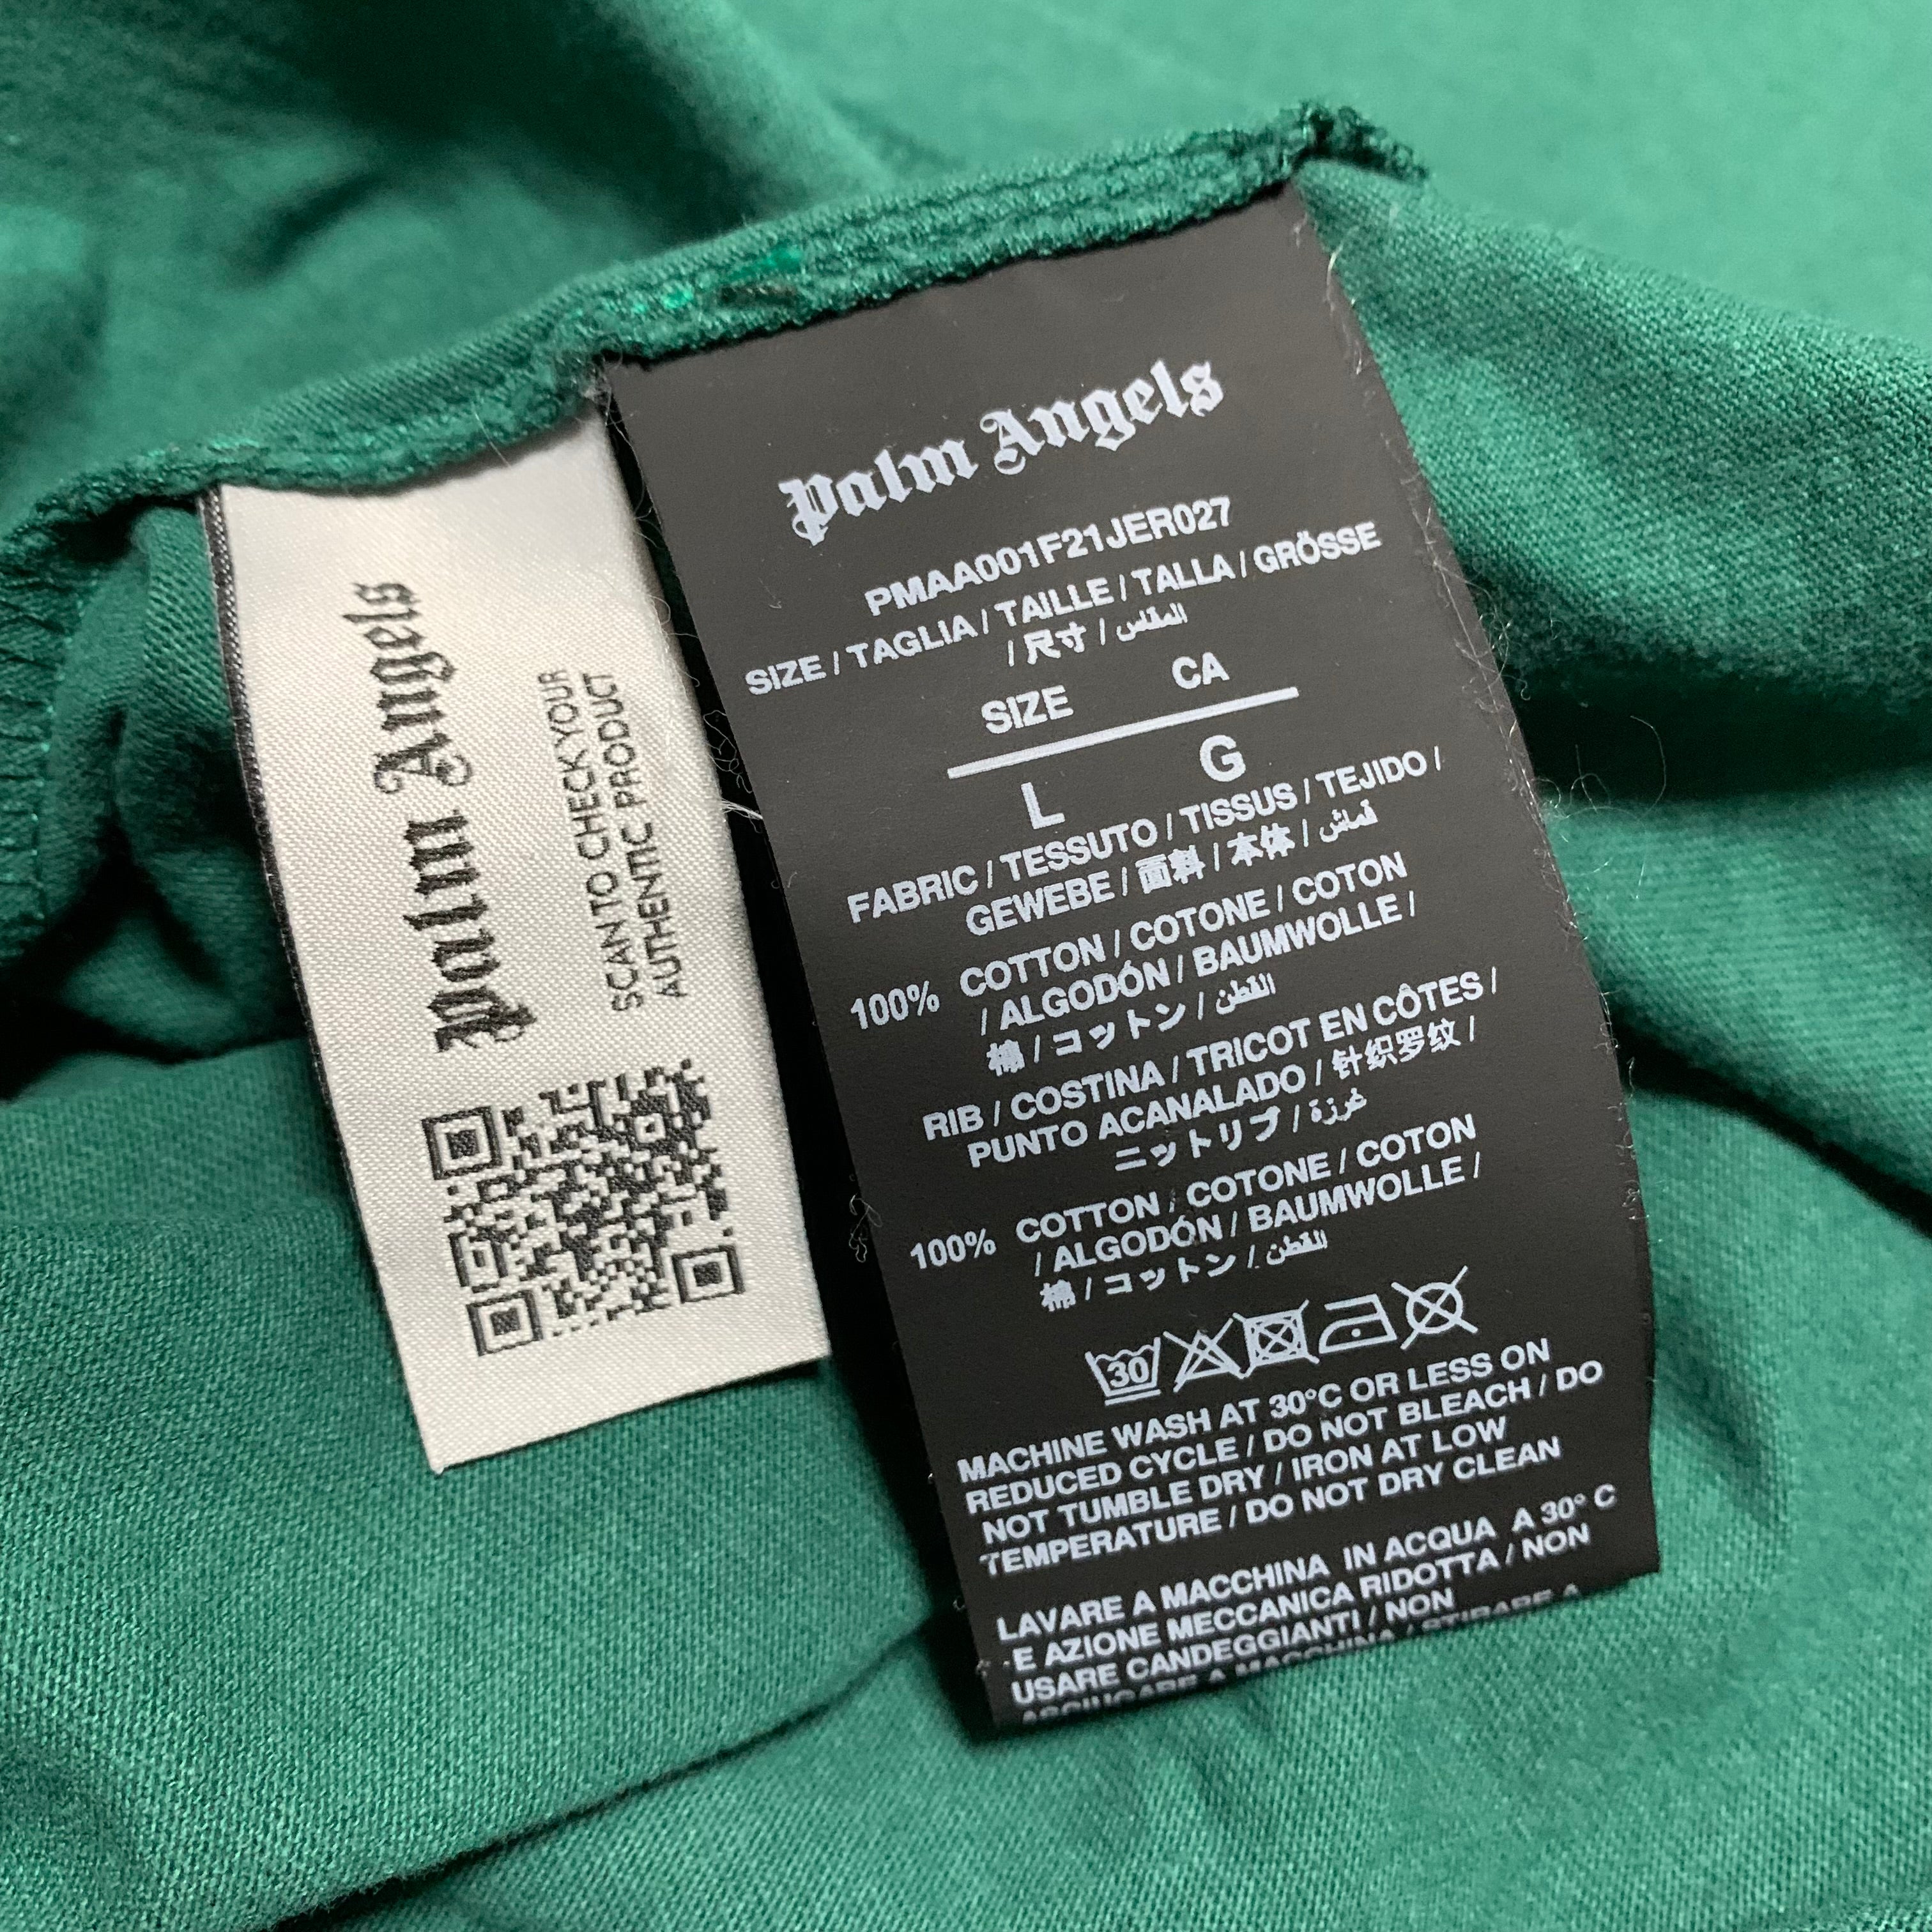 Palm Angels
SCAN TO CHECK YOUR
AUTHENTIC PRODUCT
Palm Angels
PMAA001F21JER027
SIZE / TAGLIA / TAILLE / TALLA / GRÖSSE
/ 尺寸 / المقاس
SIZE CA
L G
FABRIC / TESSUTO / TISSUS / TEJIDO /
GEWEBE / 面料 / 本体 / قماش
100% COTTON / COTONE / COTON
/ ALGODÓN / BAUMWOLLE /
棉 / コットン / القطن
RIB / COSTINA / TRICOT EN CÔTES /
PUNTO ACANALADO / 针织罗纹 /
ニットリブ / غرزة
100% COTTON / COTONE / COTON
/ ALGODÓN / BAUMWOLLE /
棉 / コットン / القطن
30
MACHINE WASH AT 30°C OR LESS ON
REDUCED CYCLE / DO NOT BLEACH / DO
NOT TUMBLE DRY / IRON AT LOW
TEMPERATURE / DO NOT DRY CLEAN
LAVARE A MACCHINA IN ACQUA A 30° C
E AZIONE MECCANICA RIDOTTA / NON
USARE CANDEGGIANTI / NON
ASCIUGARE A MACCHINA / STIRARE A